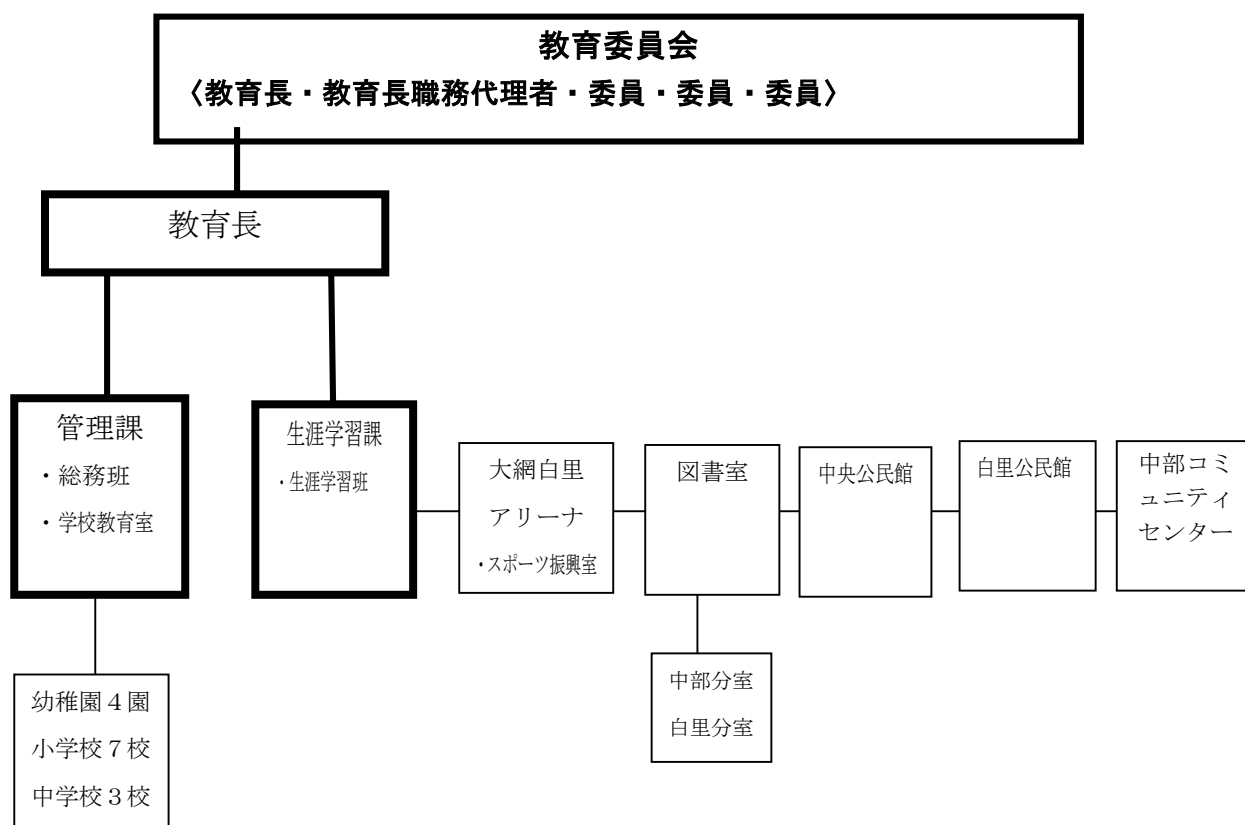 教育委員会
〈教育長・教育長職務代理者・委員・委員・委員〉
教育長
管理課
・総務班
・学校教育室
生涯学習課
・生涯学習班
大網白里
アリーナ
・スポーツ振興室
図書室
中央公民館
白里公民館
中部コミ
ュニティ
センター
中部分室
白里分室
幼稚園４園
小学校７校
中学校３校